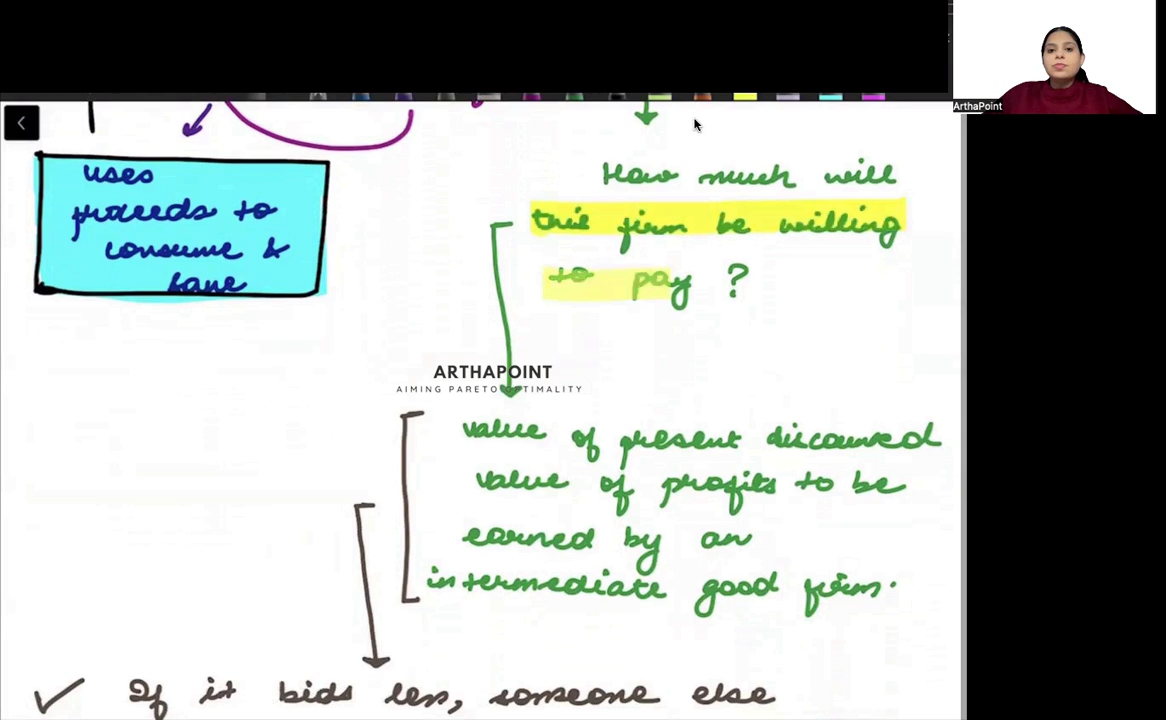 ArthaPoint
uses
proceeds to
consume &
save
How much will
this firm be willing
to pay ?
ARTHAPOINT
AIMING PARETO OPTIMALITY
value of present discounted
value of profits to be
earned by an
intermediate good firm.
✓ If it bids less, someone else